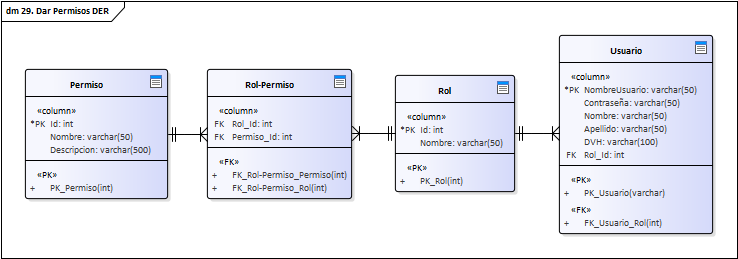 dm 29. Dar Permisos DER
Permiso
«column»
*PK Id: int
Nombre: varchar(50)
Descripcion: varchar(500)
«PK»
+ PK_Permiso(int)
Rol-Permiso
«column»
FK Rol_Id: int
FK Permiso_Id: int
«FK»
+ FK_Rol-Permiso_Permiso(int)
+ FK_Rol-Permiso_Rol(int)
Rol
«column»
*PK Id: int
Nombre: varchar(50)
«PK»
+ PK_Rol(int)
Usuario
«column»
*PK NombreUsuario: varchar(50)
Contraseña: varchar(50)
Nombre: varchar(50)
Apellido: varchar(50)
DVH: varchar(100)
FK Rol_Id: int
«PK»
+ PK_Usuario(varchar)
«FK»
+ FK_Usuario_Rol(int)